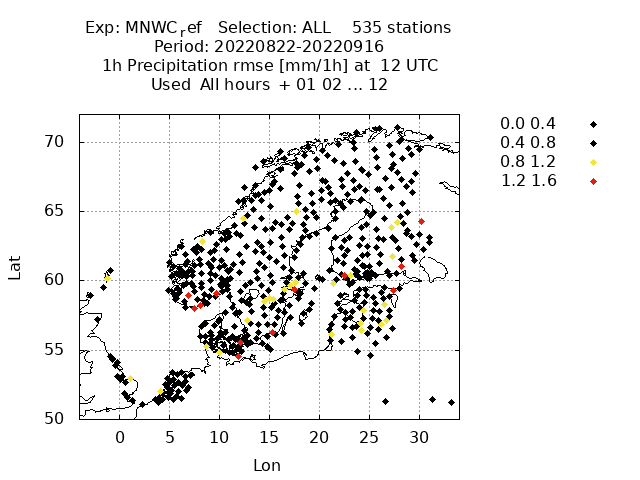 Exp: MNWC_ref Selection: ALL 535 stations
Period: 20220822-20220916
1h Precipitation rmse [mm/1h] at 12 UTC
Used All hours + 01 02 ... 12
0.0 0.4
0.4 0.8
0.8 1.2
1.2 1.6
70
65
60
55
50
Lat
0 5 10 15 20 25 30
Lon